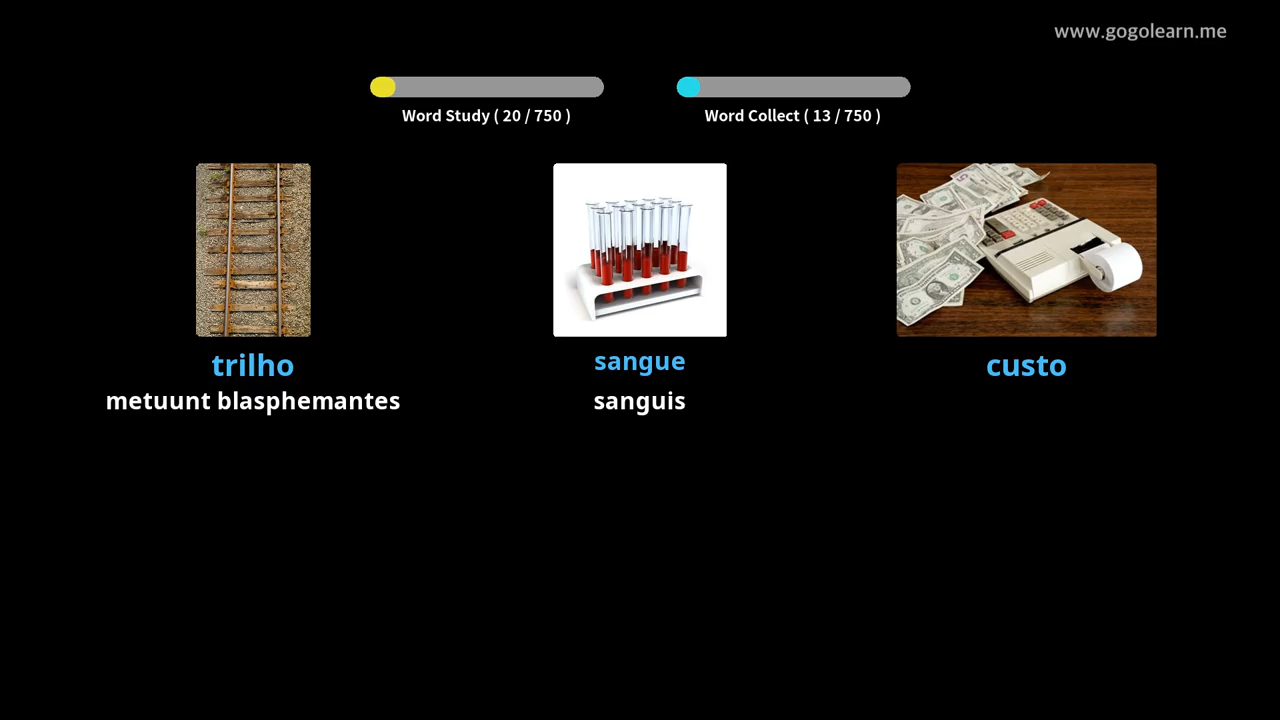 www.gogolearn.me
Word Study ( 20 / 750 )
Word Collect ( 13 / 750 )
trilho
sangue
custo
metuunt blasphemantes
sanguis